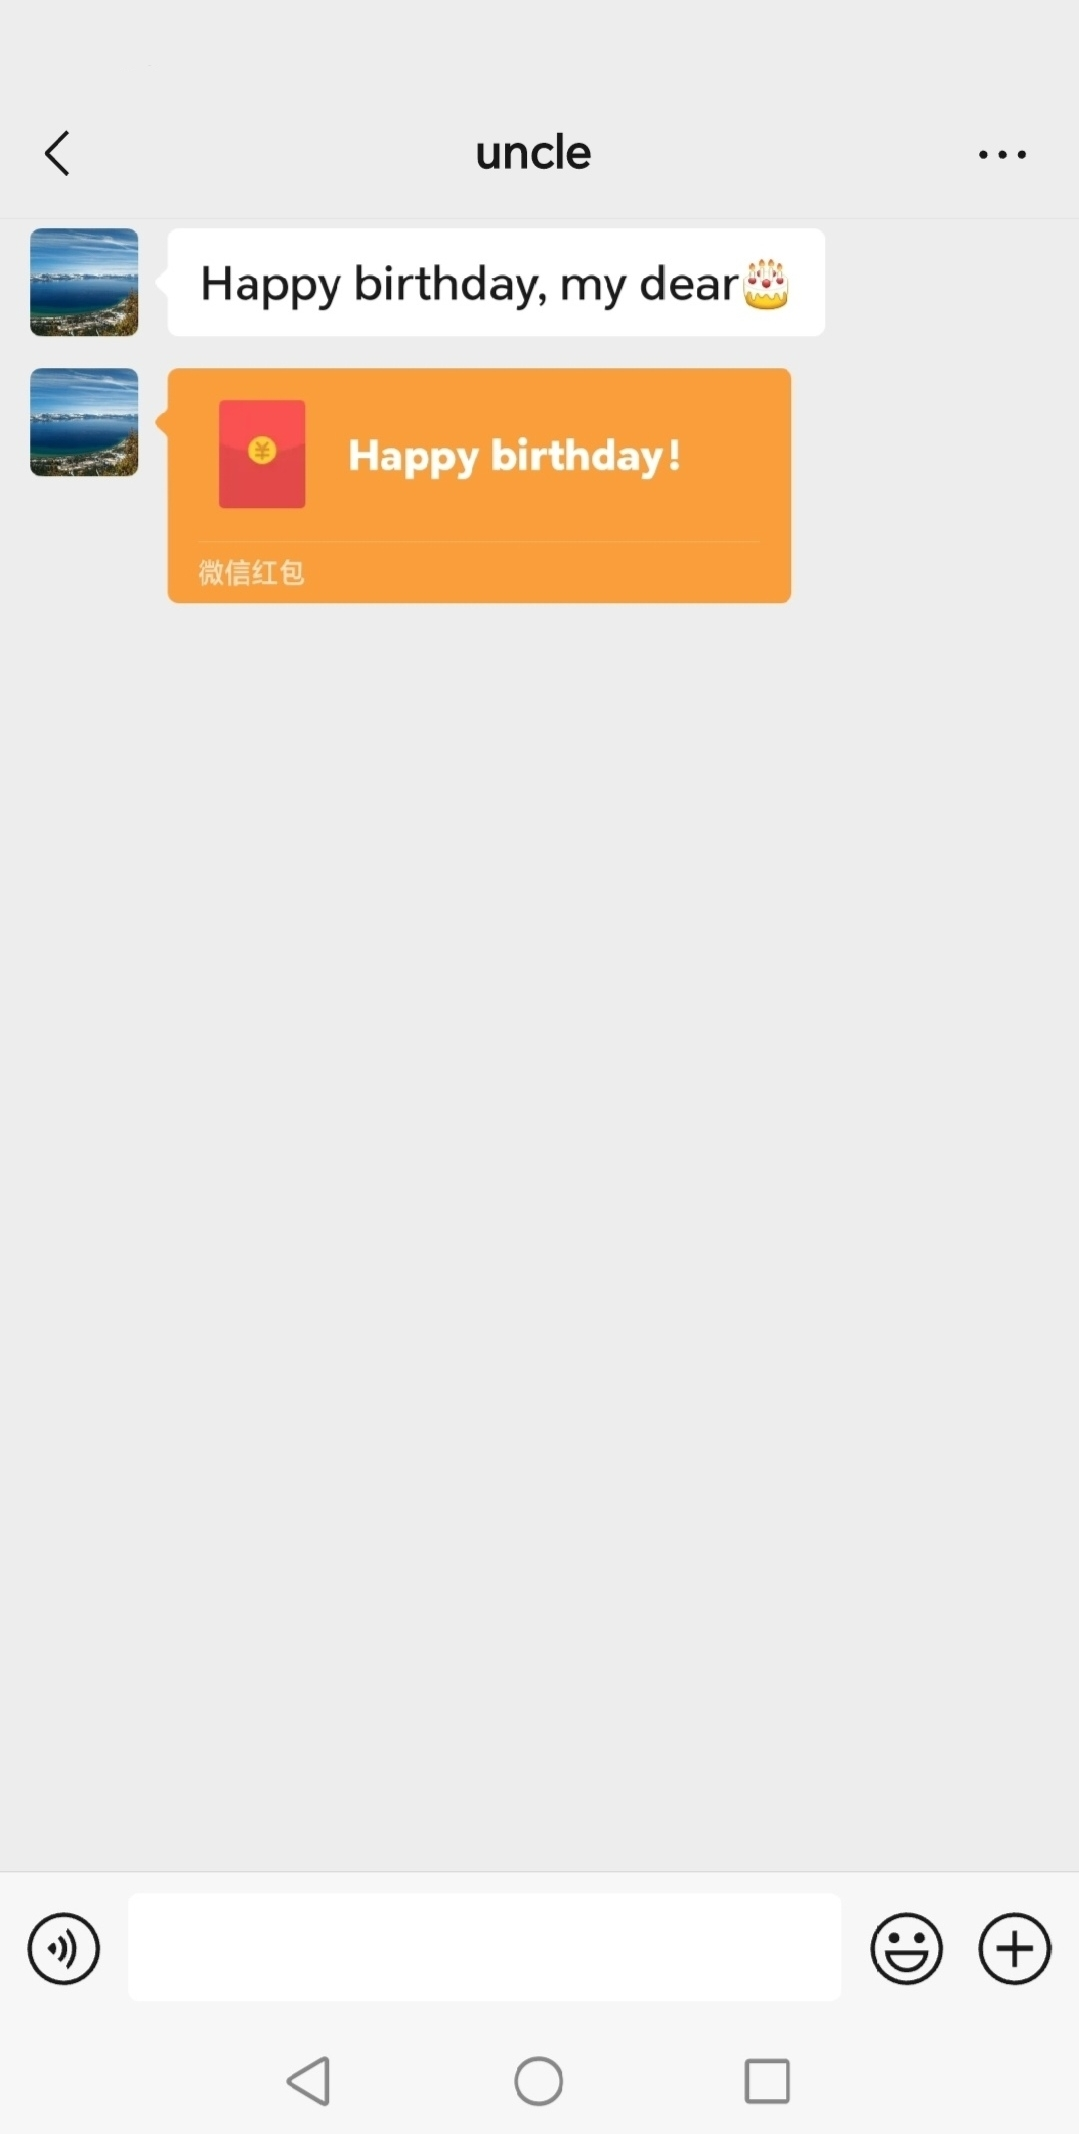 uncle
Happy birthday, my dear🎂
Happy birthday!
微信红包